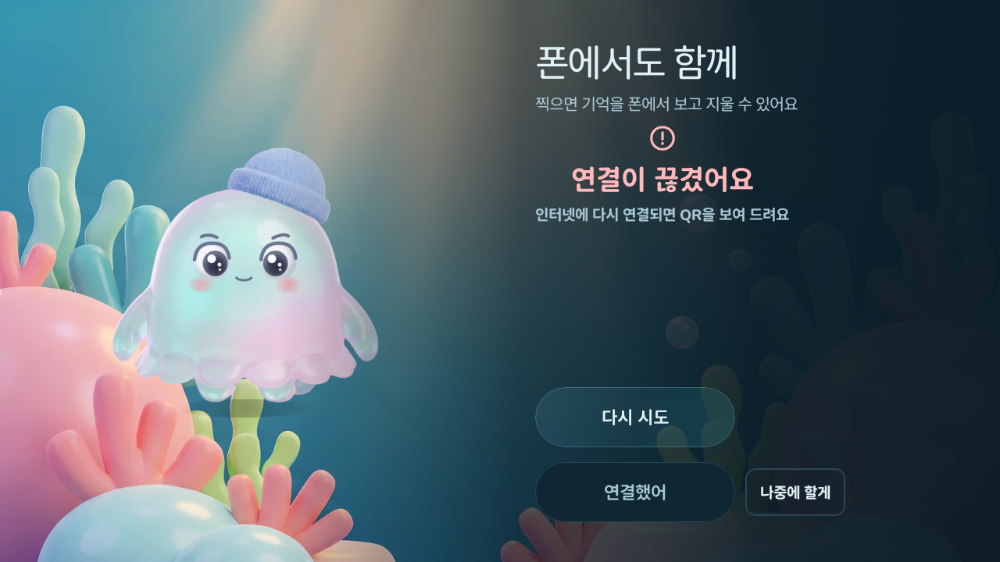 폰에서도 함께
찍으면 기억을 폰에서 보고 지울 수 있어요
연결이 끊겼어요
인터넷에 다시 연결되면 QR을 보여 드려요
다시 시도
연결했어
나중에 할게